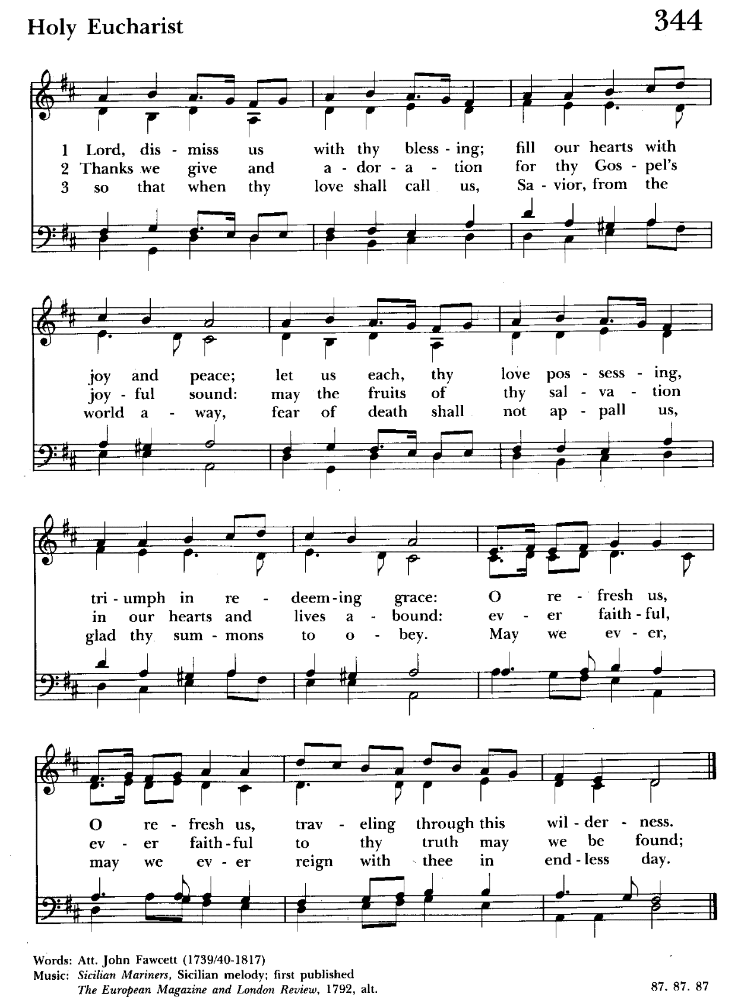 Holy Eucharist 344
1 Lord, dis - miss us with thy bless - ing; fill our hearts with
2 Thanks we give and a - dor - a - tion for thy Gos - pel's
3 so that when thy love shall call us, Sa - vior, from the
joy and peace; let us each, thy love pos - sess - ing,
joy - ful sound: may the fruits of thy sal - va - tion
world a - way, fear of death shall not ap - pall us,
tri - umph in re - deem - ing grace: O re - fresh us,
in our hearts and lives a - bound: ev - er faith - ful,
glad thy sum - mons to o - bey. May we ev - er,
O re - fresh us, trav - eling through this wil - der - ness.
ev - er faith - ful to thy truth may we be found;
may we ev - er reign with thee in end - less day.
Words: Att. John Fawcett (1739/40-1817)
Music: Sicilian Mariners, Sicilian melody; first published
The European Magazine and London Review, 1792, alt. 87. 87. 87